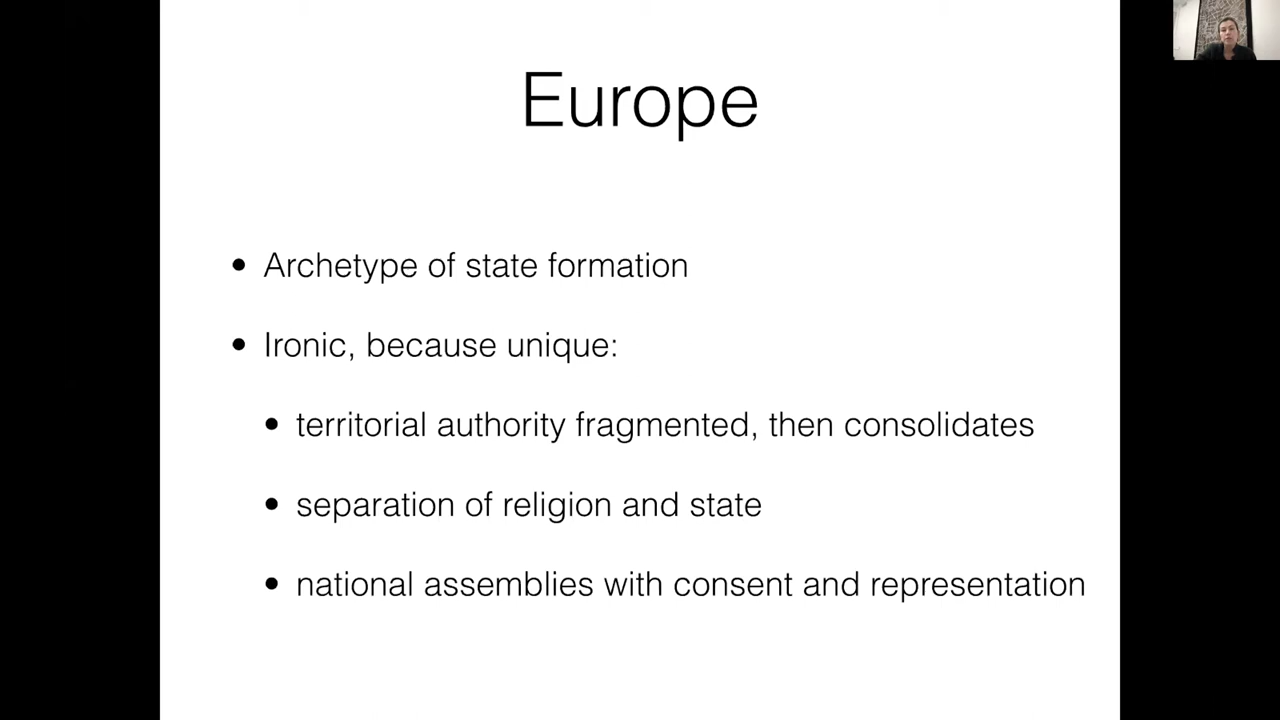 Europe
• Archetype of state formation
• Ironic, because unique:
• territorial authority fragmented, then consolidates
• separation of religion and state
• national assemblies with consent and representation